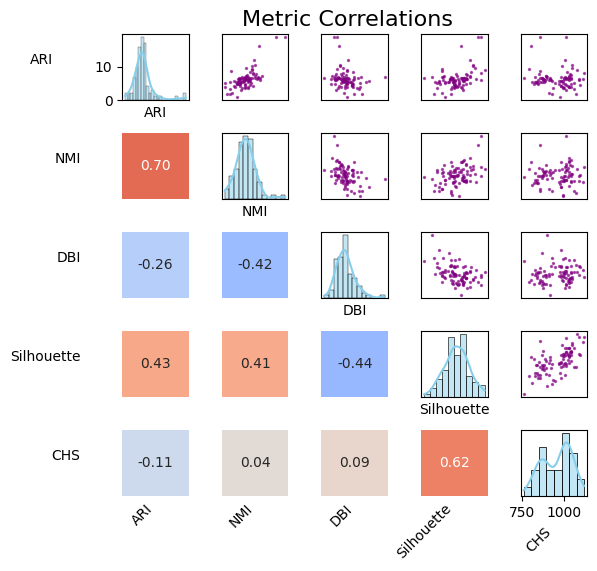 Metric Correlations
ARI
10
0
ARI
NMI
0.70
NMI
DBI
-0.26
-0.42
DBI
Silhouette
0.43
0.41
-0.44
Silhouette
CHS
-0.11
0.04
0.09
0.62
750
1000
ARI
NMI
DBI
Silhouette
CHS